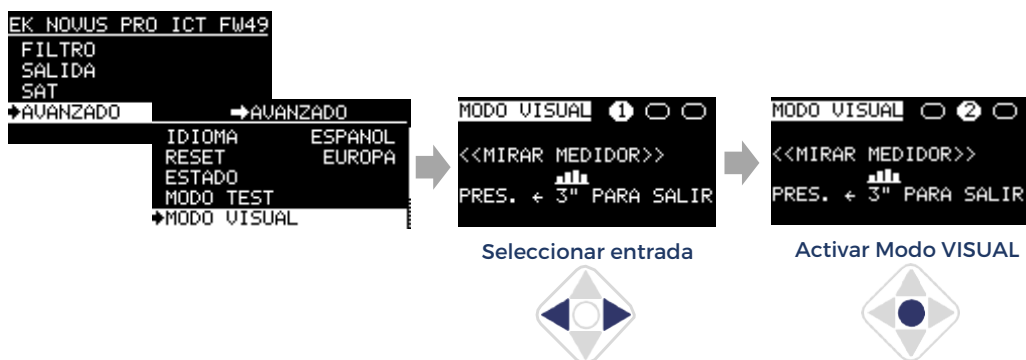 EK NOVUS PRO ICT FW49
FILTRO
SALIDA
SAT
➡AVANZADO
➡AVANZADO
IDIOMA ESPANOL
RESET EUROPA
ESTADO
MODO TEST
➡MODO VISUAL
MODO VISUAL 1
<<MIRAR MEDIDOR>>
PRES. ← 3" PARA SALIR
Seleccionar entrada
MODO VISUAL 2
<<MIRAR MEDIDOR>>
PRES. ← 3" PARA SALIR
Activar Modo VISUAL